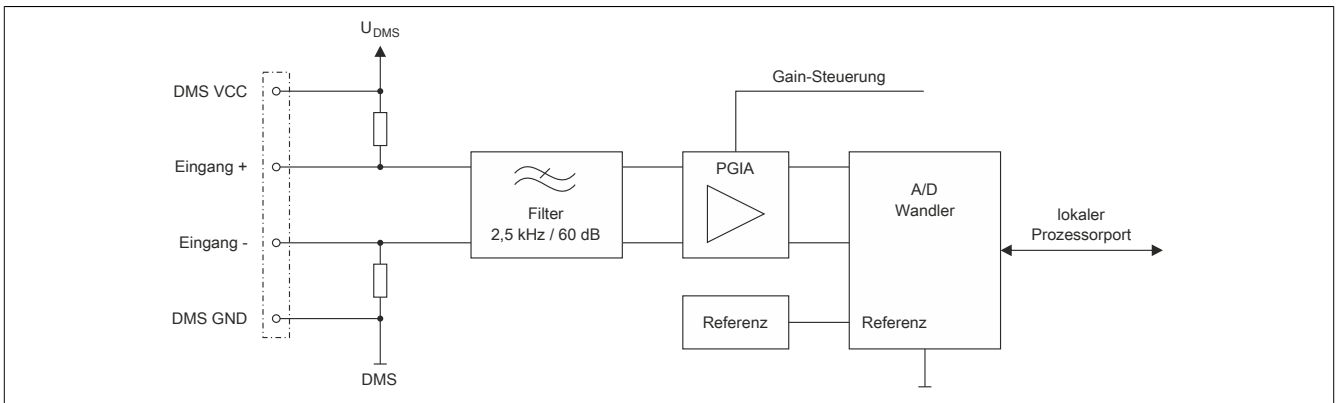 U_DMS
DMS VCC
Gain-Steuerung
Eingang +
PGIA
Filter
2,5 kHz / 60 dB
A/D
Wandler
lokaler
Prozessorport
Eingang -
DMS GND
Referenz
Referenz
DMS